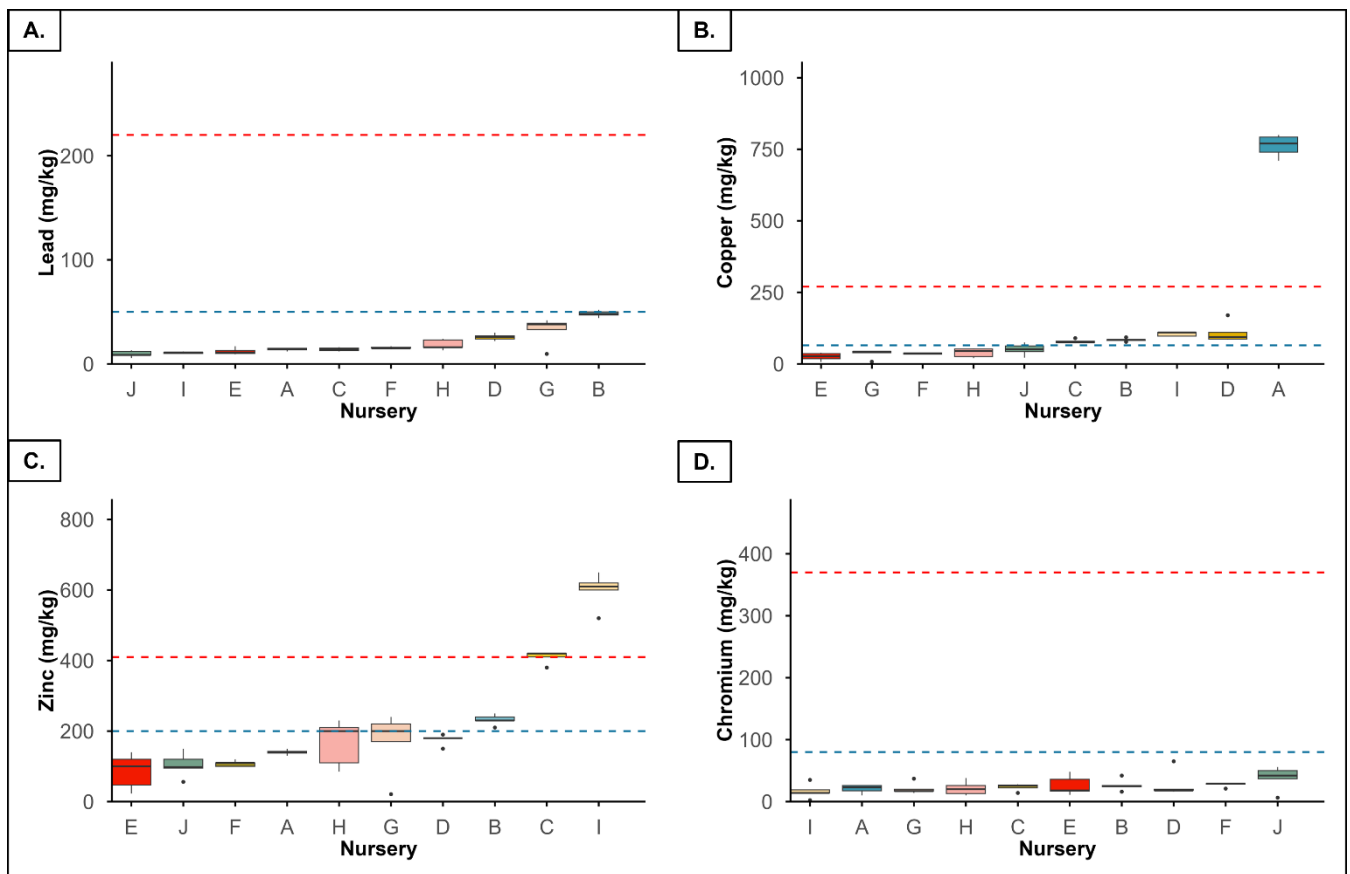 A.
Lead (mg/kg)
200
100
0
J I E A C F H D G B
Nursery
B.
Copper (mg/kg)
1000
750
500
250
0
E G F H J C B I D A
Nursery
C.
Zinc (mg/kg)
800
600
400
200
0
E J F A H G D B C I
Nursery
D.
Chromium (mg/kg)
400
300
200
100
0
I A G H C E B D F J
Nursery